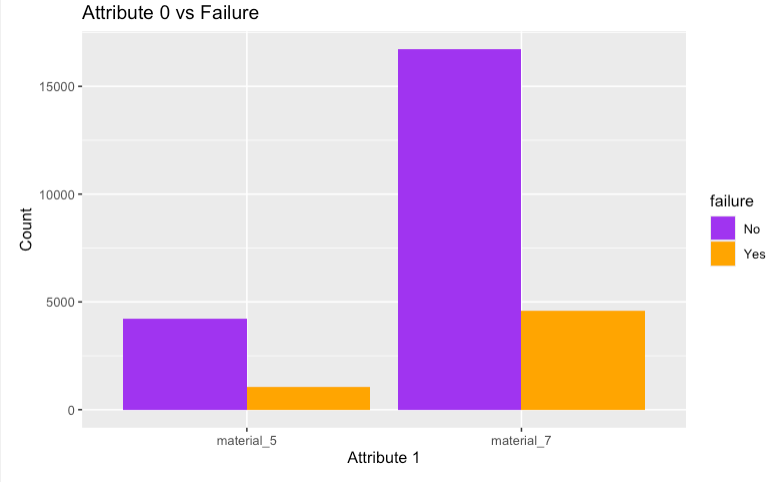 Attribute 0 vs Failure
15000
10000
5000
0
Count
material_5
material_7
Attribute 1
failure
No
Yes